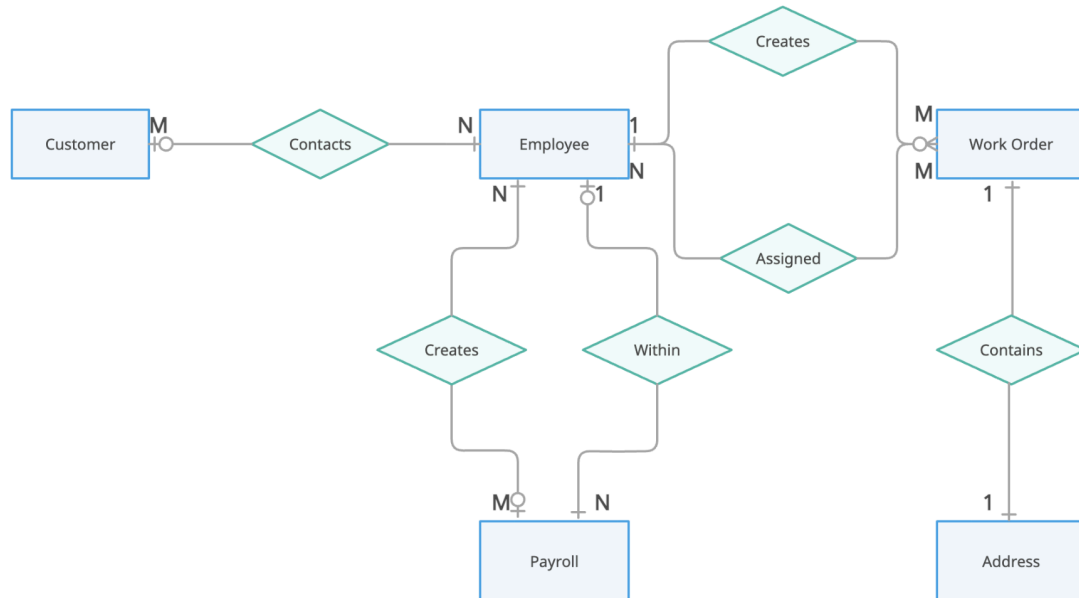 Creates
M
M
N
1
Customer
Contacts
Employee
Work Order
N
M
N
1
1
Assigned
Creates
Within
Contains
M
N
1
Payroll
Address